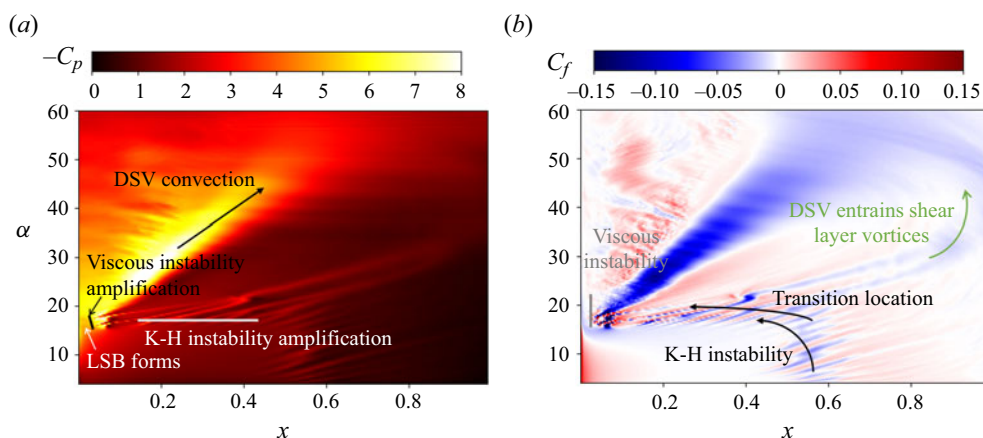 (a)
–Cp
0 1 2 3 4 5 6 7 8
60
50
40
30
20
10
α
DSV convection
Viscous instability
amplification
K-H instability amplification
LSB forms
0.2 0.4 0.6 0.8
x
(b)
Cf
–0.15 –0.10 –0.05 0 0.05 0.10 0.15
60
50
40
30
20
10
DSV entrains shear
layer vortices
Viscous
instability
Transition location
K-H instability
0.2 0.4 0.6 0.8
x